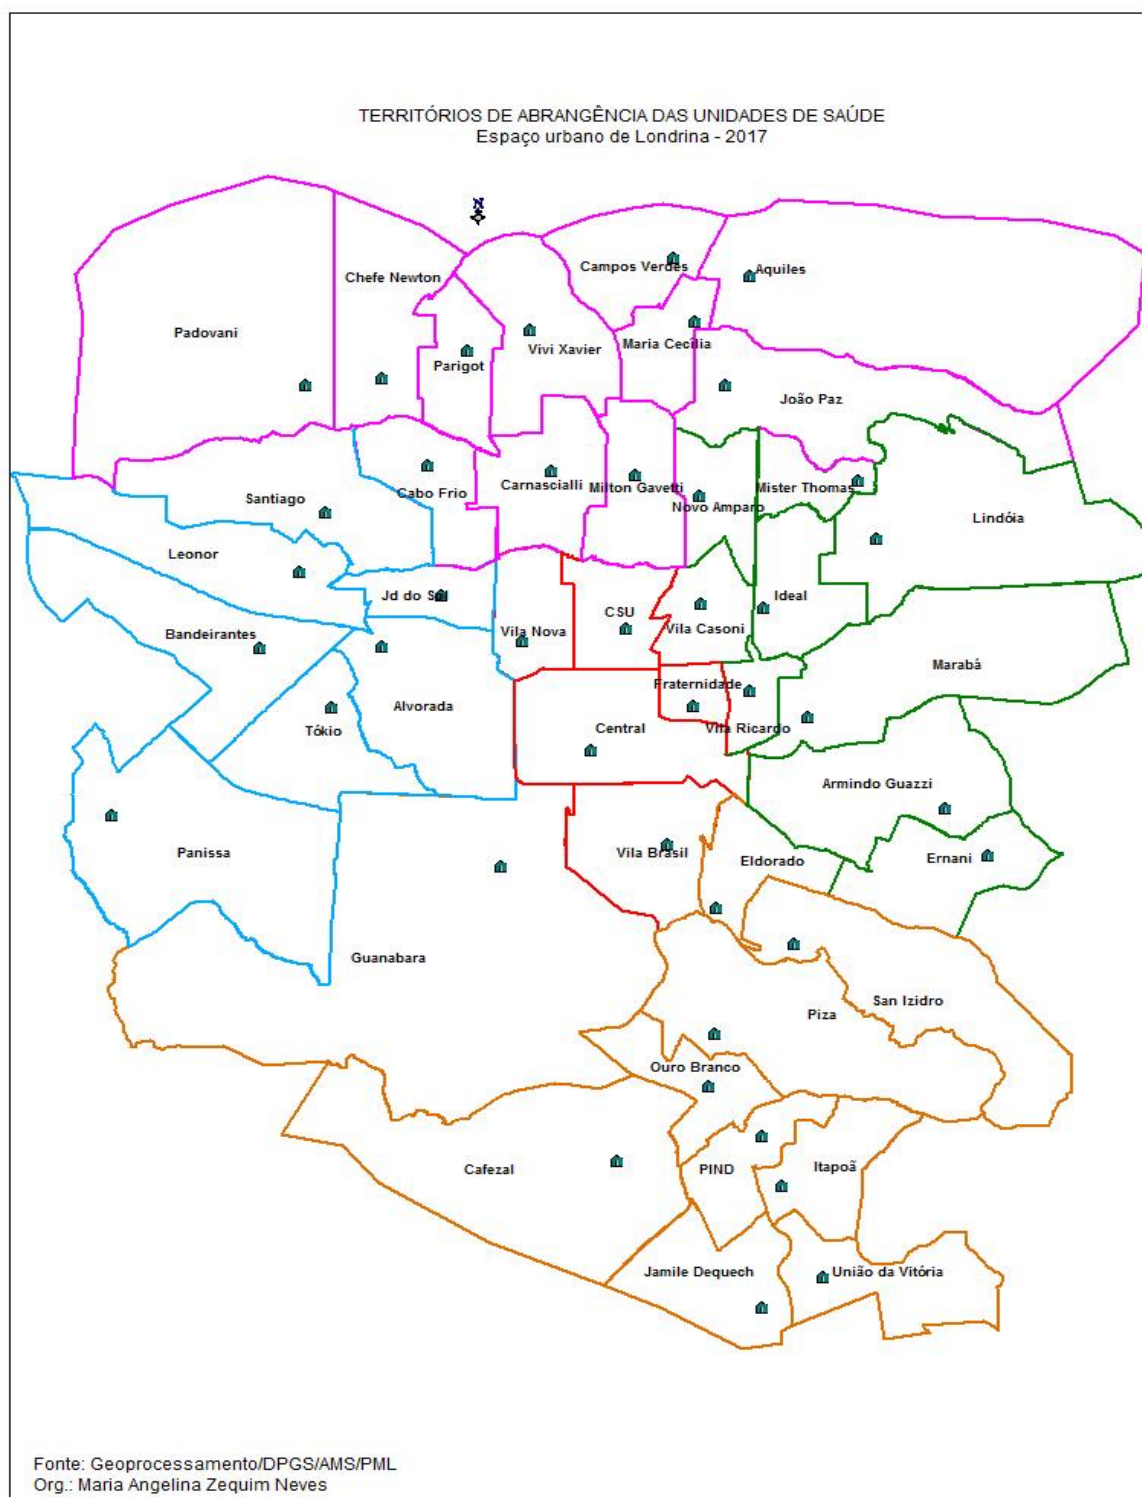 TERRITÓRIOS DE ABRANGÊNCIA DAS UNIDADES DE SAÚDE
Espaço urbano de Londrina - 2017
N
Campos Verdes
Aquiles
Chefe Newton
Padovani
Vivi Xavier
Maria Cecília
Parigot
João Paz
Santiago
Cabo Frio
Carnascialli
Milton Gavetti
Mister Thomas
Novo Amparo
Lindóia
Leonor
Jd do Sol
Ideal
CSU
Bandeirantes
Vila Nova
Vila Casoni
Marabá
Fraternidade
Tókio
Alvorada
Central
Vila Ricardo
Armindo Guazzi
Panissa
Vila Brasil
Eldorado
Ernani
Guanabara
San Izidro
Piza
Ouro Branco
Cafezal
PIND
Itapoã
Jamile Dequech
União da Vitória
Fonte: Geoprocessamento/DPGS/AMS/PML
Org.: Maria Angelina Zequim Neves